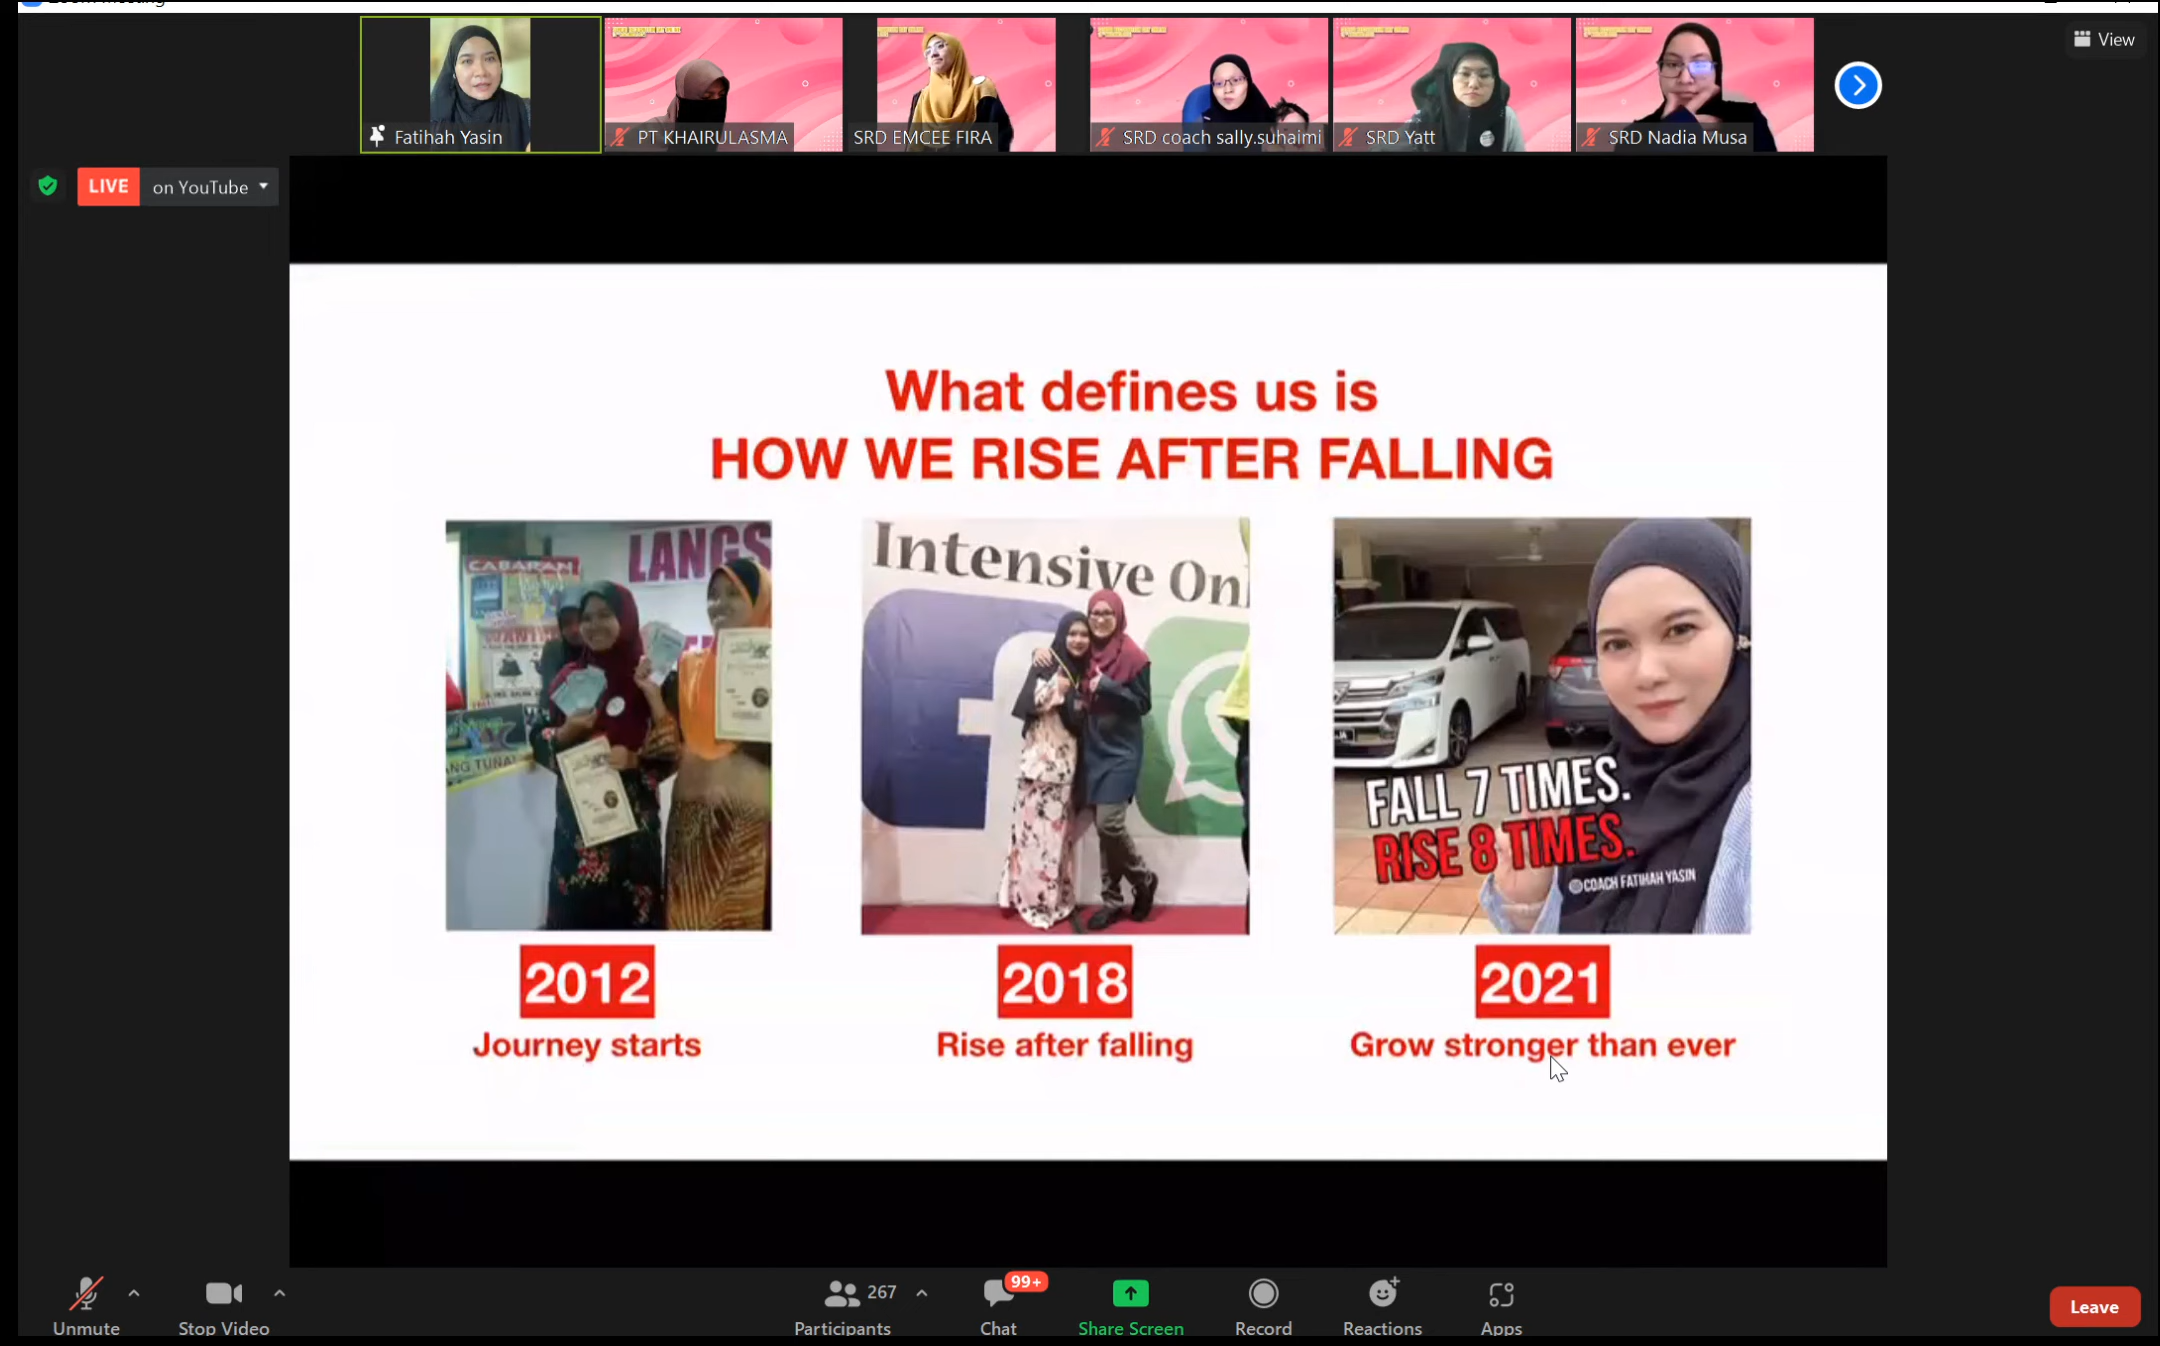 Fatihah Yasin
PT KHAIRULASMA
SRD EMCEE FIRA
SRD coach sally.suhaimi
SRD Yatt
SRD Nadia Musa
View
LIVE
on YouTube
What defines us is
HOW WE RISE AFTER FALLING
LANGS
CABARAN
NG TUNAI
Intensive On
FALL 7 TIMES.
RISE 8 TIMES.
@COACH FATIHAH YASIN
2012
2018
2021
Journey starts
Rise after falling
Grow stronger than ever
Unmute
Stop Video
Participants
267
Chat
99+
Share Screen
Record
Reactions
Apps
Leave